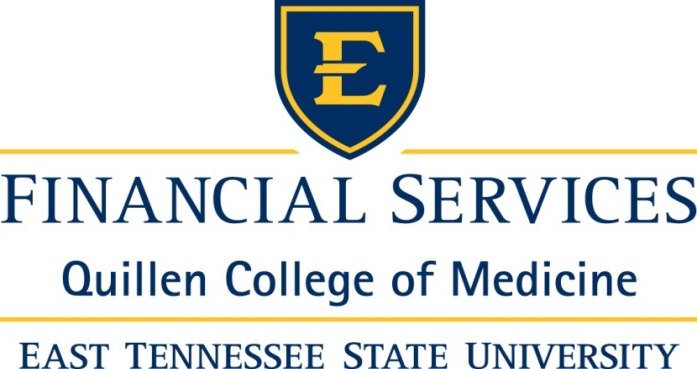 E
FINANCIAL SERVICES
Quillen College of Medicine
EAST TENNESSEE STATE UNIVERSITY